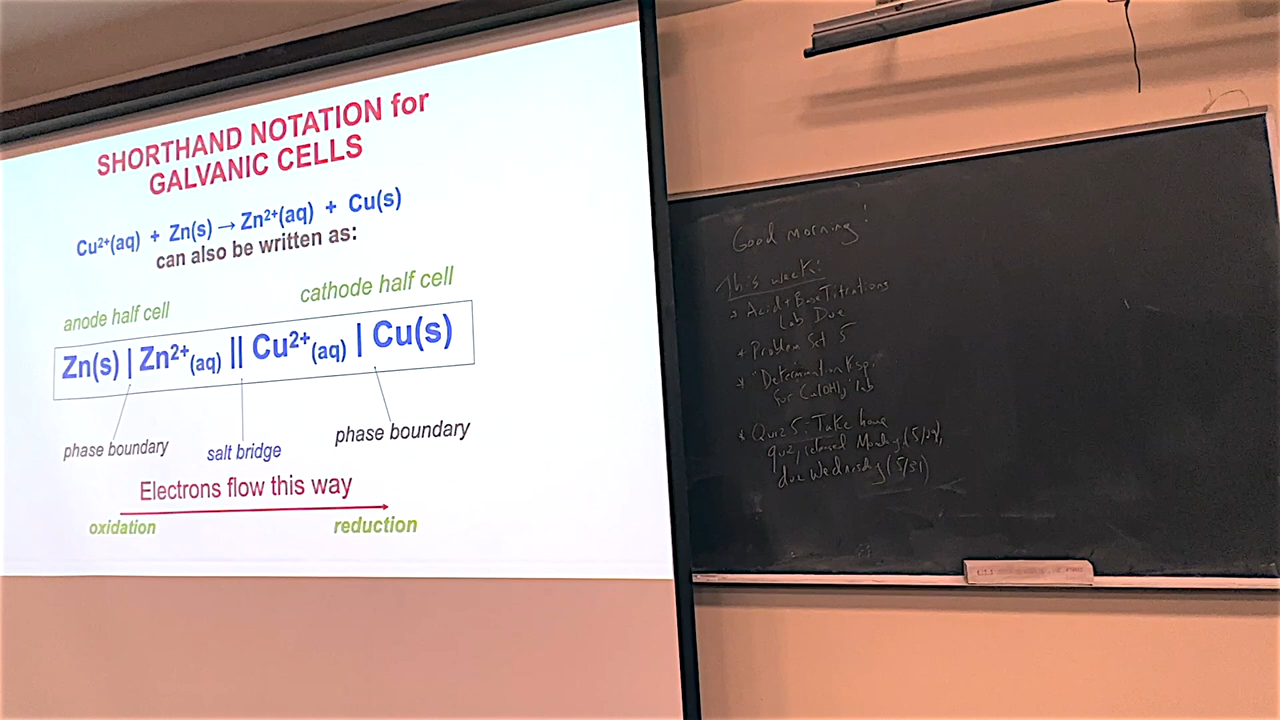 SHORTHAND NOTATION for
GALVANIC CELLS
Cu²⁺(aq) + Zn(s) → Zn²⁺(aq) + Cu(s)
can also be written as:
anode half cell
cathode half cell
Zn(s) | Zn²⁺(aq) || Cu²⁺(aq) | Cu(s)
phase boundary
salt bridge
phase boundary
Electrons flow this way
oxidation
reduction
Good morning!
This week:
Acid + Base Titrations
Lab Due
* Problem Set 5
* "Determination Ksp
for Ca(OH)₂" lab
* Quiz 5 - Take home
quiz, released Monday (5/29),
due Wednesday (5/31)